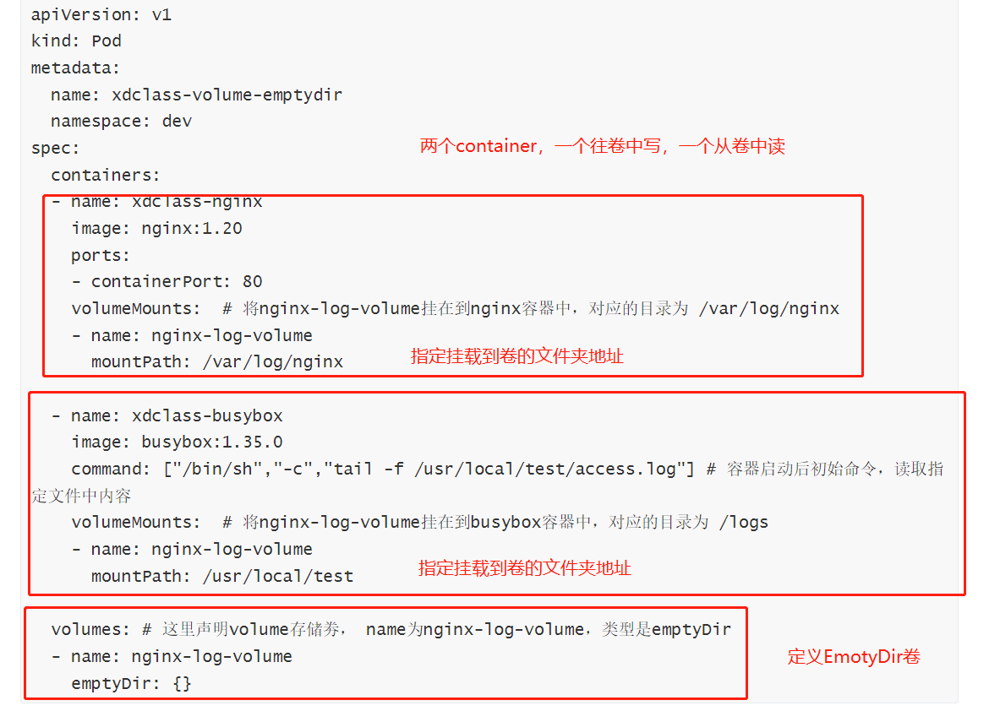 apiVersion: v1
kind: Pod
metadata:
  name: xdclass-volume-emptydir
  namespace: dev
spec:
两个container，一个往卷中写，一个从卷中读
  containers:
  - name: xdclass-nginx
    image: nginx:1.20
    ports:
    - containerPort: 80
    volumeMounts:  # 将nginx-log-volume挂在到nginx容器中，对应的目录为 /var/log/nginx
    - name: nginx-log-volume
      mountPath: /var/log/nginx
指定挂载到卷的文件夹地址
  - name: xdclass-busybox
    image: busybox:1.35.0
    command: ["/bin/sh","-c","tail -f /usr/local/test/access.log"] # 容器启动后初始命令，读取指
定文件中内容
    volumeMounts:  # 将nginx-log-volume挂在到busybox容器中，对应的目录为 /logs
    - name: nginx-log-volume
      mountPath: /usr/local/test
指定挂载到卷的文件夹地址
  volumes: # 这里声明volume存储券， name为nginx-log-volume，类型是emptyDir
  - name: nginx-log-volume
    emptyDir: {}
定义EmotyDir卷